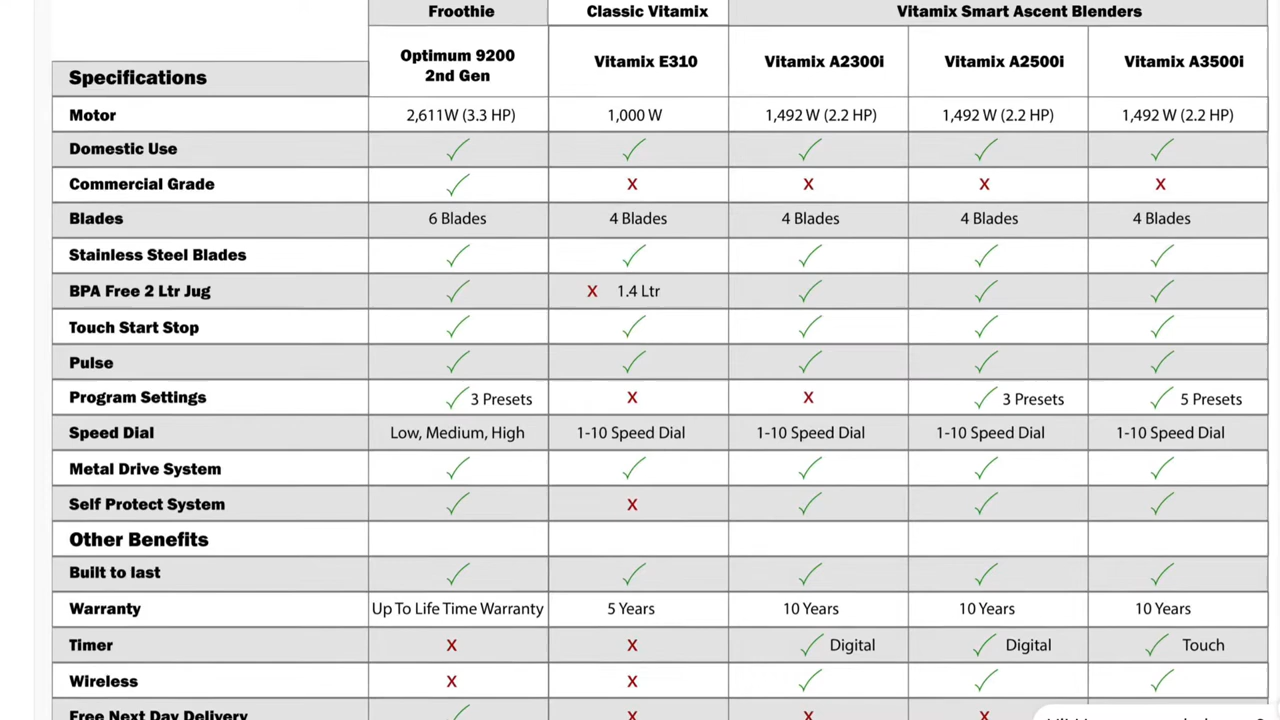 Froothie Classic Vitamix Vitamix Smart Ascent Blenders
Optimum 9200
2nd Gen
Vitamix E310 Vitamix A2300i Vitamix A2500i Vitamix A3500i
Specifications
Motor 2,611W (3.3 HP) 1,000 W 1,492 W (2.2 HP) 1,492 W (2.2 HP) 1,492 W (2.2 HP)
Domestic Use ✓ ✓ ✓ ✓ ✓
Commercial Grade ✓ X X X X
Blades 6 Blades 4 Blades 4 Blades 4 Blades 4 Blades
Stainless Steel Blades ✓ ✓ ✓ ✓ ✓
BPA Free 2 Ltr Jug ✓ X 1.4 Ltr ✓ ✓ ✓
Touch Start Stop ✓ ✓ ✓ ✓ ✓
Pulse ✓ ✓ ✓ ✓ ✓
Program Settings ✓ 3 Presets X X ✓ 3 Presets ✓ 5 Presets
Speed Dial Low, Medium, High 1-10 Speed Dial 1-10 Speed Dial 1-10 Speed Dial 1-10 Speed Dial
Metal Drive System ✓ ✓ ✓ ✓ ✓
Self Protect System ✓ X ✓ ✓ ✓
Other Benefits
Built to last ✓ ✓ ✓ ✓ ✓
Warranty Up To Life Time Warranty 5 Years 10 Years 10 Years 10 Years
Timer X X ✓ Digital ✓ Digital ✓ Touch
Wireless X X ✓ ✓ ✓
Free Next Day Delivery ✓ X X X